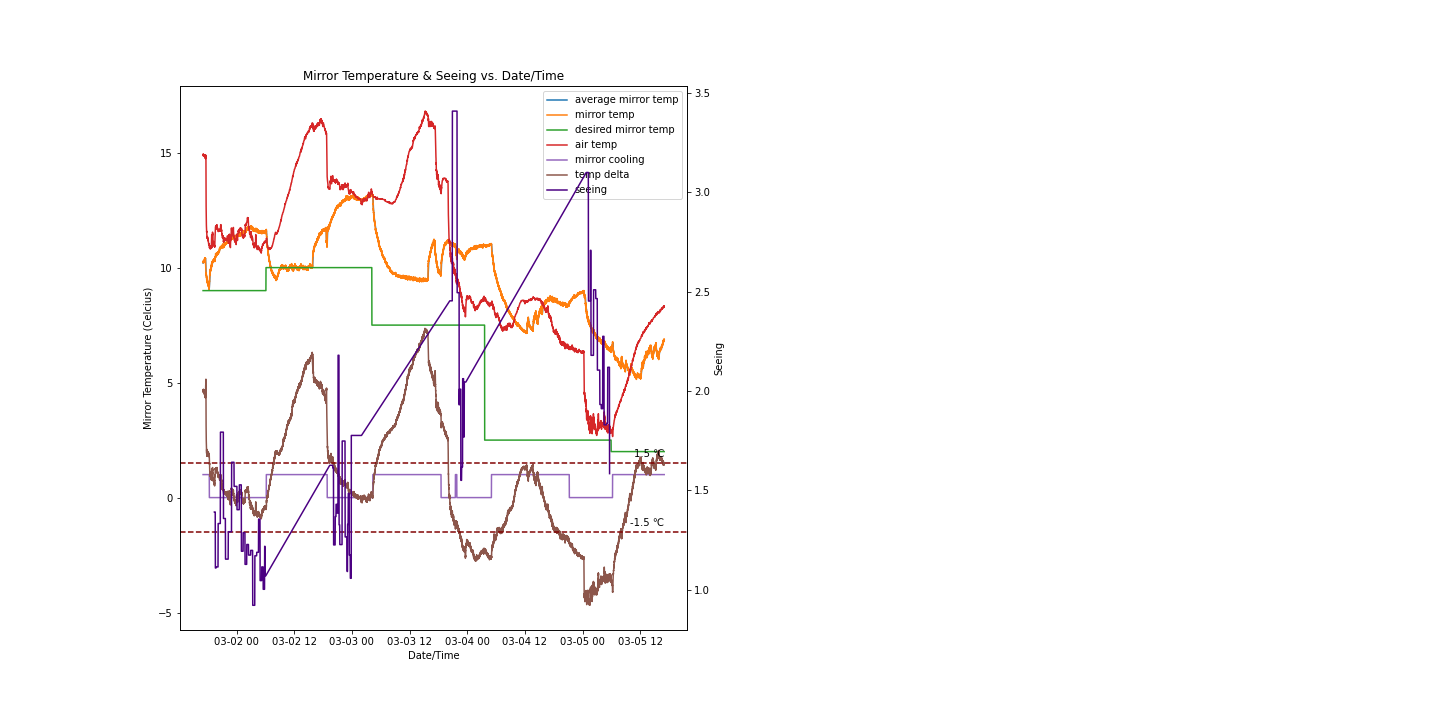 Mirror Temperature & Seeing vs. Date/Time
average mirror temp
mirror temp
desired mirror temp
air temp
mirror cooling
temp delta
seeing
Mirror Temperature (Celcius)
15
10
5
0
−5
3.5
3.0
2.5
2.0
1.5
1.0
Seeing
1.5 °C
-1.5 °C
03-02 00 03-02 12 03-03 00 03-03 12 03-04 00 03-04 12 03-05 00 03-05 12
Date/Time